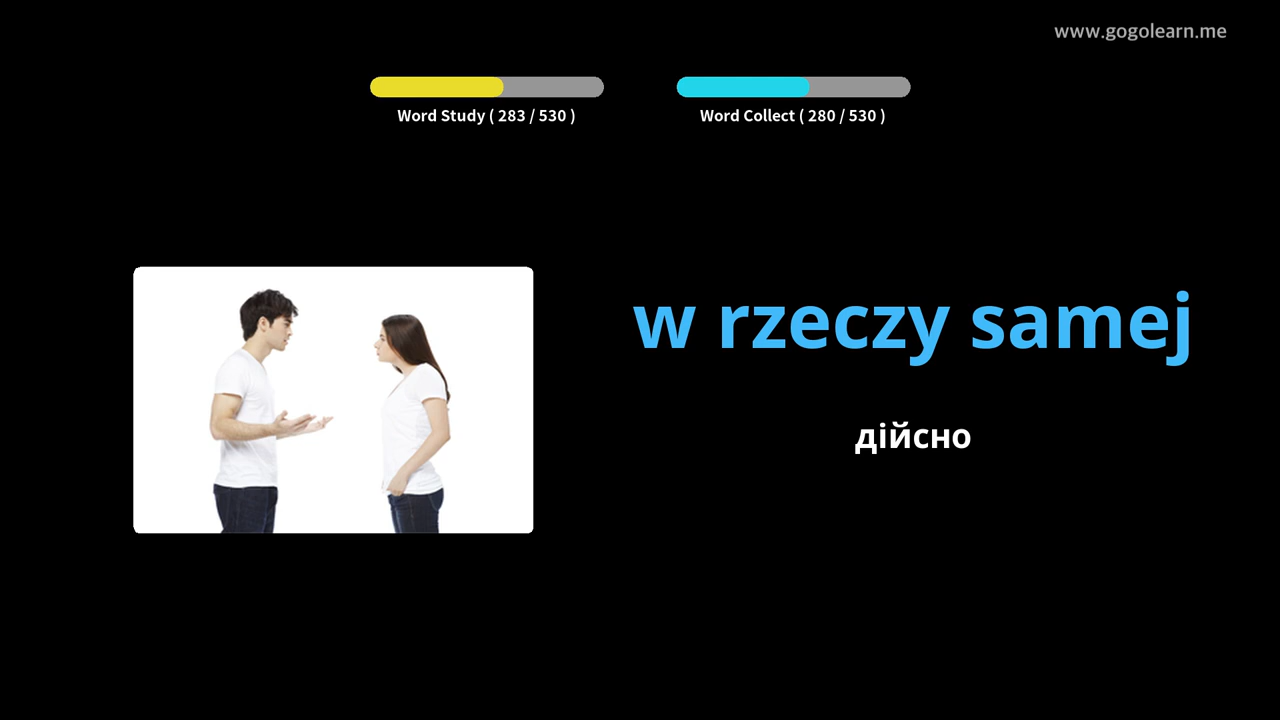 www.gogolearn.me
Word Study ( 283 / 530 )
Word Collect ( 280 / 530 )
w rzeczy samej
дійсно